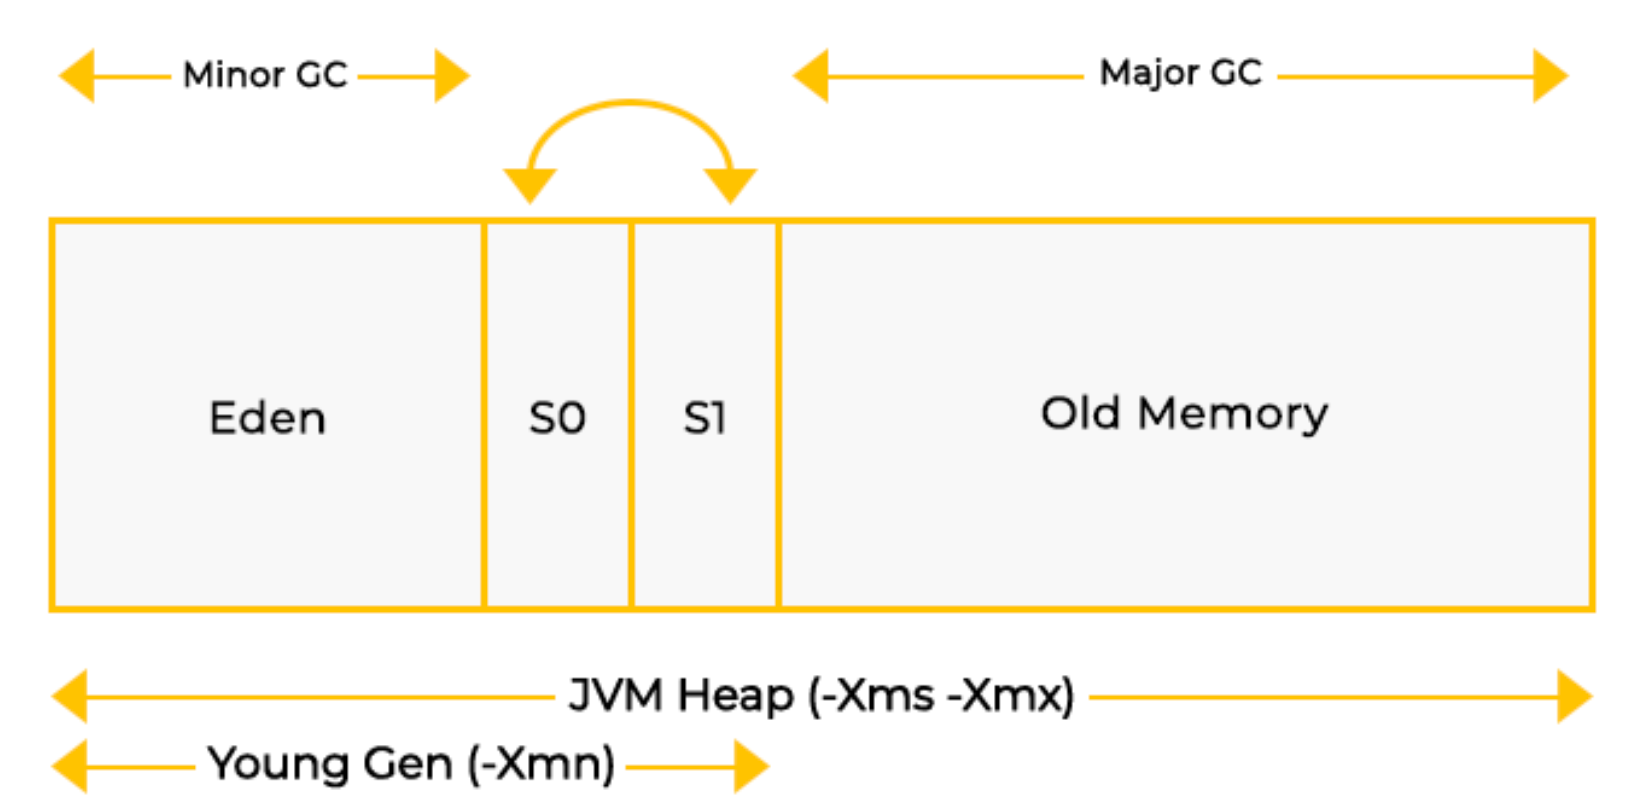 Minor GC
Major GC
Eden
S0
S1
Old Memory
JVM Heap (-Xms -Xmx)
Young Gen (-Xmn)